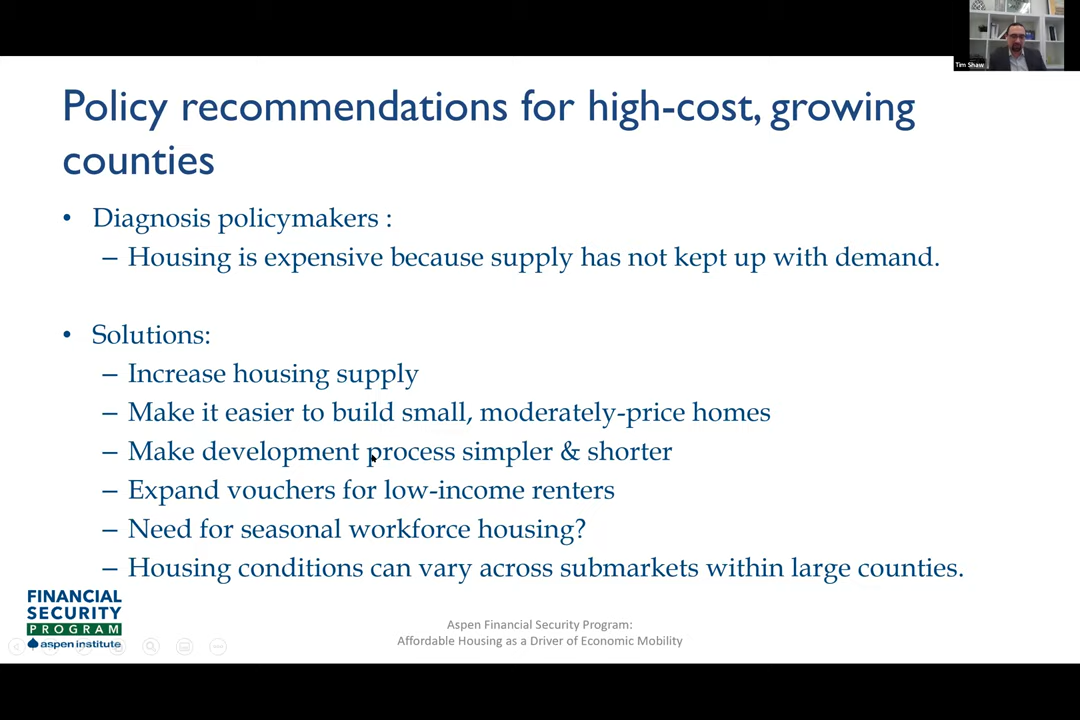 Tim Shaw
Policy recommendations for high-cost, growing
counties
• Diagnosis policymakers :
– Housing is expensive because supply has not kept up with demand.
• Solutions:
– Increase housing supply
– Make it easier to build small, moderately-price homes
– Make development process simpler & shorter
– Expand vouchers for low-income renters
– Need for seasonal workforce housing?
– Housing conditions can vary across submarkets within large counties.
FINANCIAL
SECURITY
PROGRAM
aspen institute
Aspen Financial Security Program:
Affordable Housing as a Driver of Economic Mobility